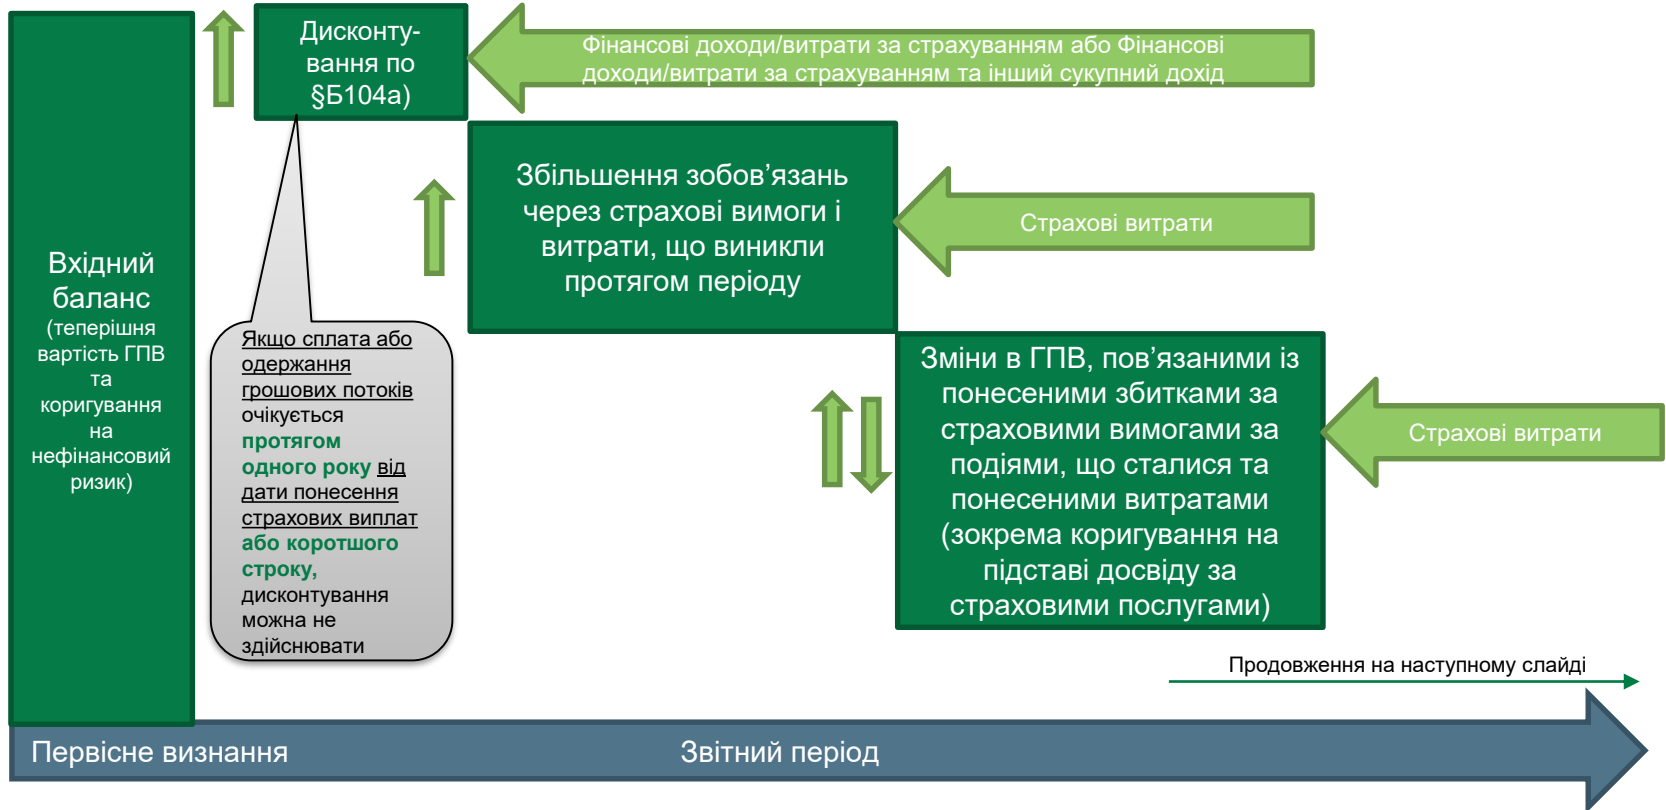 Дисконту-
вання по
§Б104а)
Фінансові доходи/витрати за страхуванням або Фінансові
доходи/витрати за страхуванням та інший сукупний дохід
Збільшення зобов’язань
через страхові вимоги і
витрати, що виникли
протягом періоду
Страхові витрати
Вхідний
баланс
(теперішня
вартість ГПВ
та
коригування
на
нефінансовий
ризик)
Якщо сплата або
одержання
грошових потоків
очікується
протягом
одного року від
дати понесення
страхових виплат
або коротшого
строку,
дисконтування
можна не
здійснювати
Зміни в ГПВ, пов’язаними із
понесеними збитками за
страховими вимогами за
подіями, що сталися та
понесеними витратами
(зокрема коригування на
підставі досвіду за
страховими послугами)
Страхові витрати
Продовження на наступному слайді
Первісне визнання
Звітний період